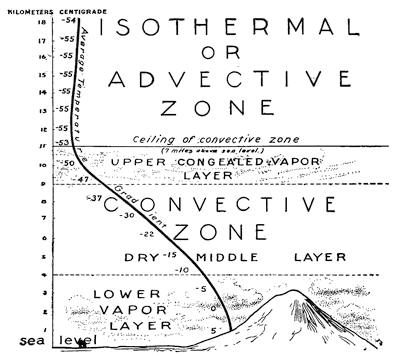 KILOMETERS CENTIGRADE
18 -54
ISOTHERMAL
17 -55
OR
16 -55
ADVECTIVE
15 -55
14 -55
ZONE
13 -55
12 -55
Average Temperature Gradient
Ceiling of convective zone
11 -53
(7 miles above sea level.)
10 -50
UPPER CONGEALED-VAPOR
LAYER
9 -47
8 -37
CONVECTIVE
7 -30
ZONE
6 -22
5 -15
DRY MIDDLE LAYER
4 -10
3 -5
LOWER
2 0
VAPOR
1 5
LAYER
sea level